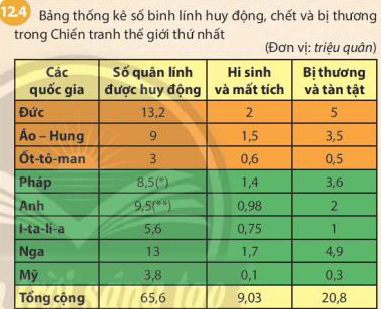 12.4 Bảng thống kê số binh lính huy động, chết và bị thương
trong Chiến tranh thế giới thứ nhất
(Đơn vị: triệu quân)
Các quốc gia Số quân lính được huy động Hi sinh và mất tích Bị thương và tàn tật
Đức 13,2 2 5
Áo – Hung 9 1,5 3,5
Ốt-tô-man 3 0,6 0,5
Pháp 8,5(*) 1,4 3,6
Anh 9,5(**) 0,98 2
I-ta-li-a 5,6 0,75 1
Nga 13 1,7 4,9
Mỹ 3,8 0,1 0,3
Tổng cộng 65,6 9,03 20,8